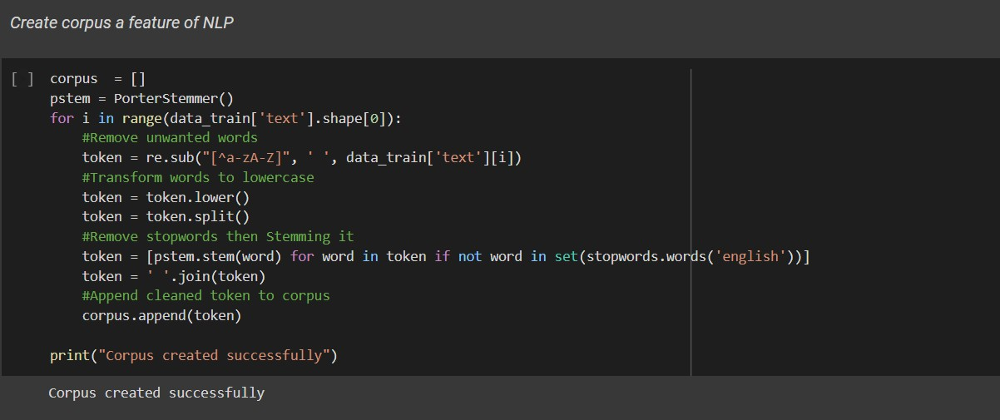 Create corpus a feature of NLP
[ ] corpus  = []
pstem = PorterStemmer()
for i in range(data_train['text'].shape[0]):
    #Remove unwanted words
    token = re.sub("[^a-zA-Z]", ' ', data_train['text'][i])
    #Transform words to lowercase
    token = token.lower()
    token = token.split()
    #Remove stopwords then Stemming it
    token = [pstem.stem(word) for word in token if not word in set(stopwords.words('english'))]
    token = ' '.join(token)
    #Append cleaned token to corpus
    corpus.append(token)
print("Corpus created successfully")
Corpus created successfully